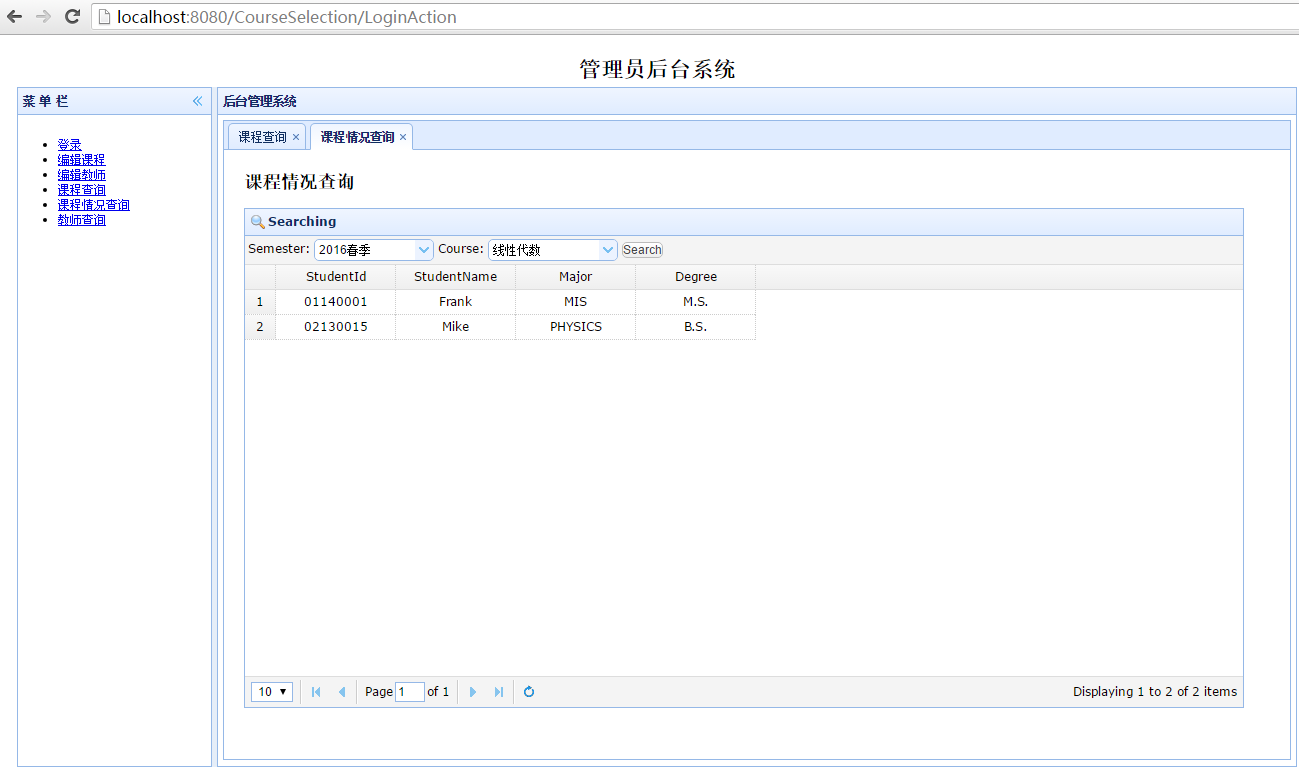 localhost:8080/CourseSelection/LoginAction
管理员后台系统
菜 单 栏
登录
编辑课程
编辑教师
课程查询
课程情况查询
教师查询
后台管理系统
课程查询 × 课程情况查询 ×
课程情况查询
Searching
Semester: 2016春季 Course: 线性代数 Search
StudentId StudentName Major Degree
1 01140001 Frank MIS M.S.
2 02130015 Mike PHYSICS B.S.
10 Page 1 of 1 Displaying 1 to 2 of 2 items